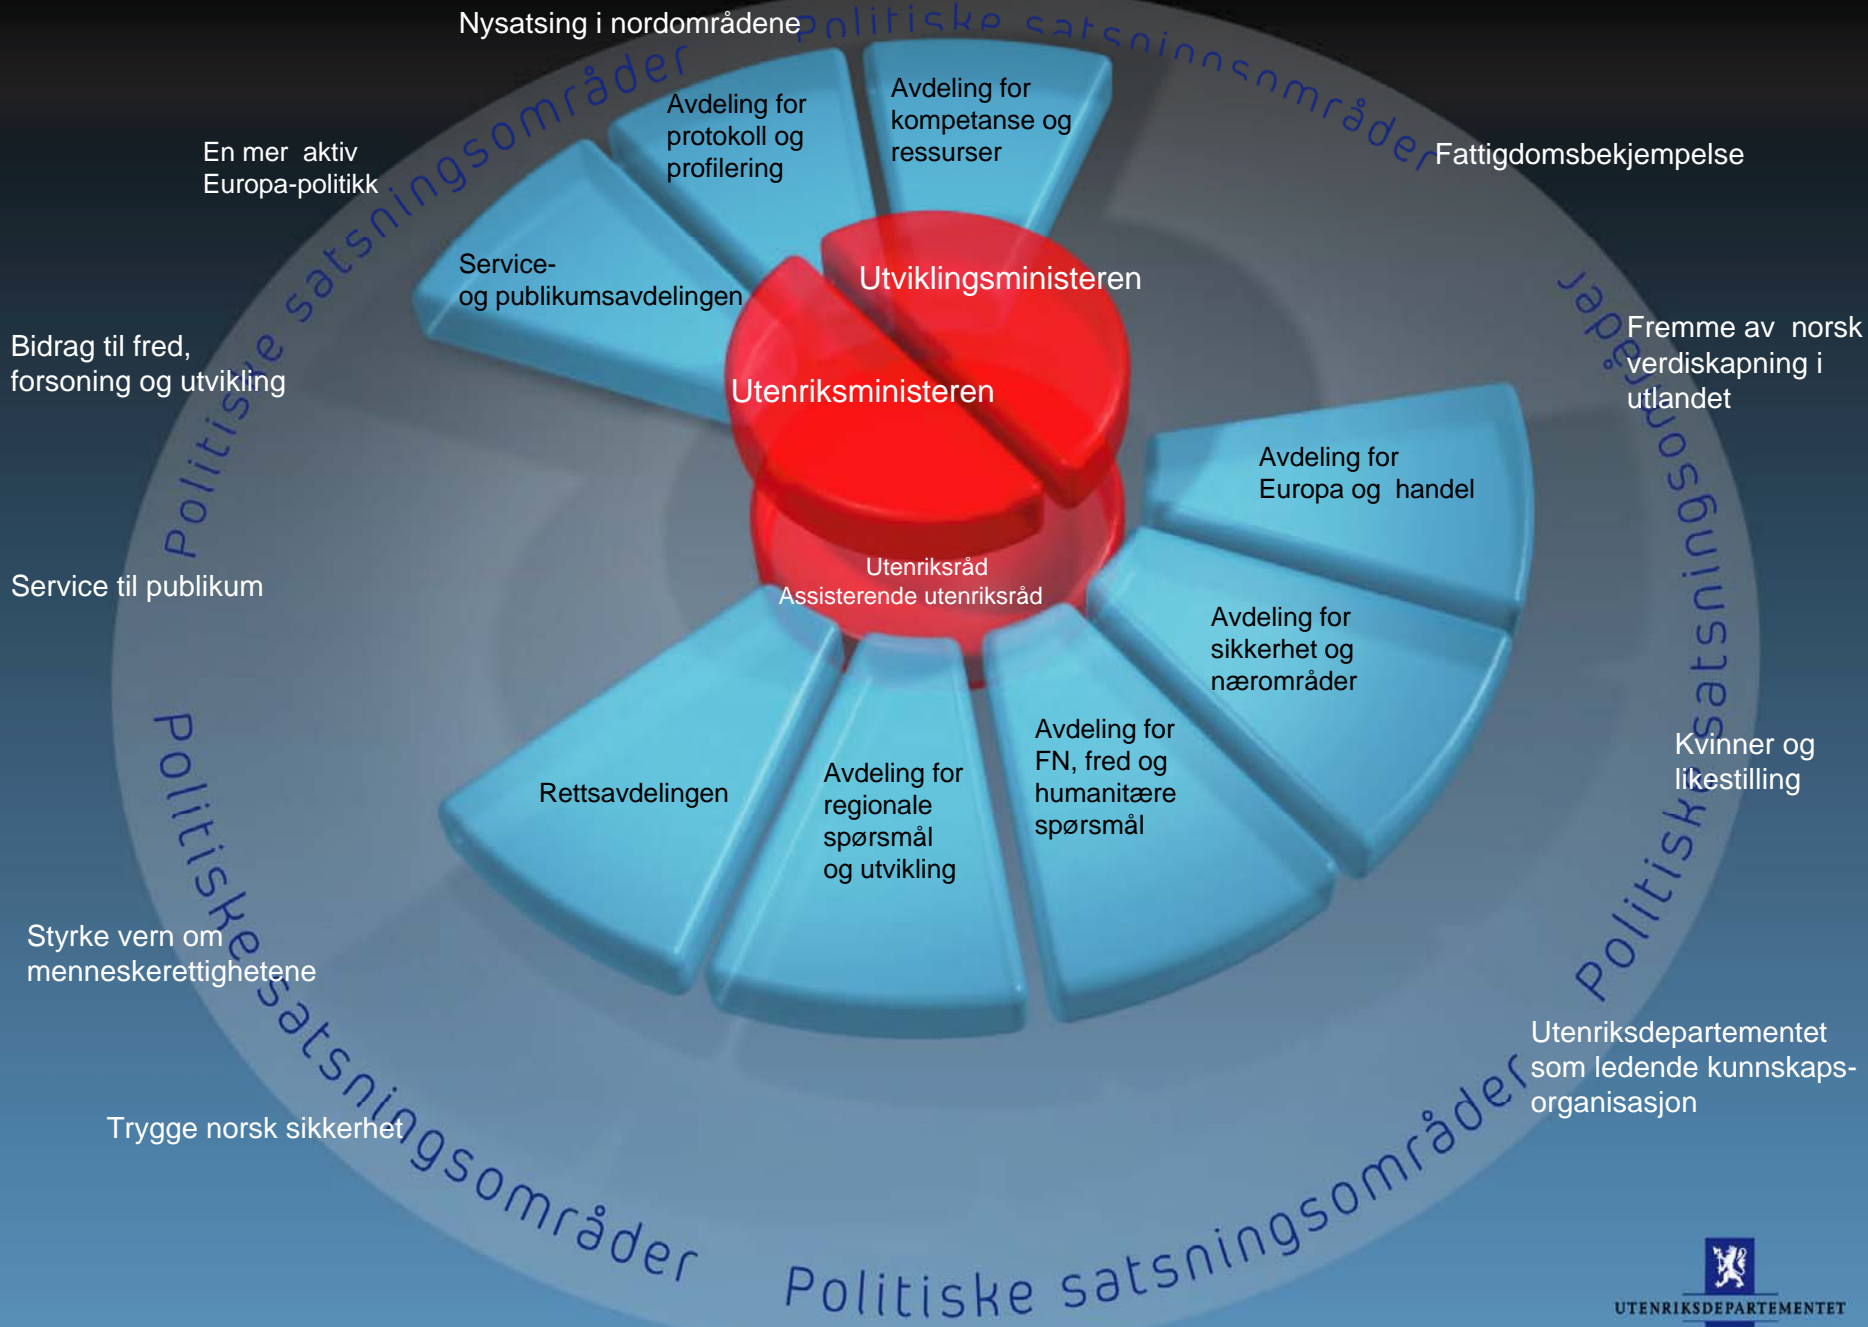 Nysatsing i nordområdene
Politiske satsningsområder
Politiske satsningsområder
Avdeling for
protokoll og
profilering
Avdeling for
kompetanse og
ressurser
En mer aktiv
Europa-politikk
Fattigdomsbekjempelse
Service-
og publikumsavdelingen
Utviklingsministeren
Bidrag til fred,
forsoning og utvikling
Utenriksministeren
Fremme av norsk
verdiskapning i
utlandet
Avdeling for
Europa og handel
Politiske satsningsområder
Service til publikum
Utenriksråd
Assisterende utenriksråd
Avdeling for
sikkerhet og
nærområder
Rettsavdelingen
Avdeling for
regionale
spørsmål
og utvikling
Avdeling for
FN, fred og
humanitære
spørsmål
Kvinner og
likestilling
Styrke vern om
menneskerettighetene
Politiske satsningsområder
Utenriksdepartementet
som ledende kunnskaps-
organisasjon
Trygge norsk sikkerhet
Politiske satsningsområder
UTENRIKSDEPARTEMENTET